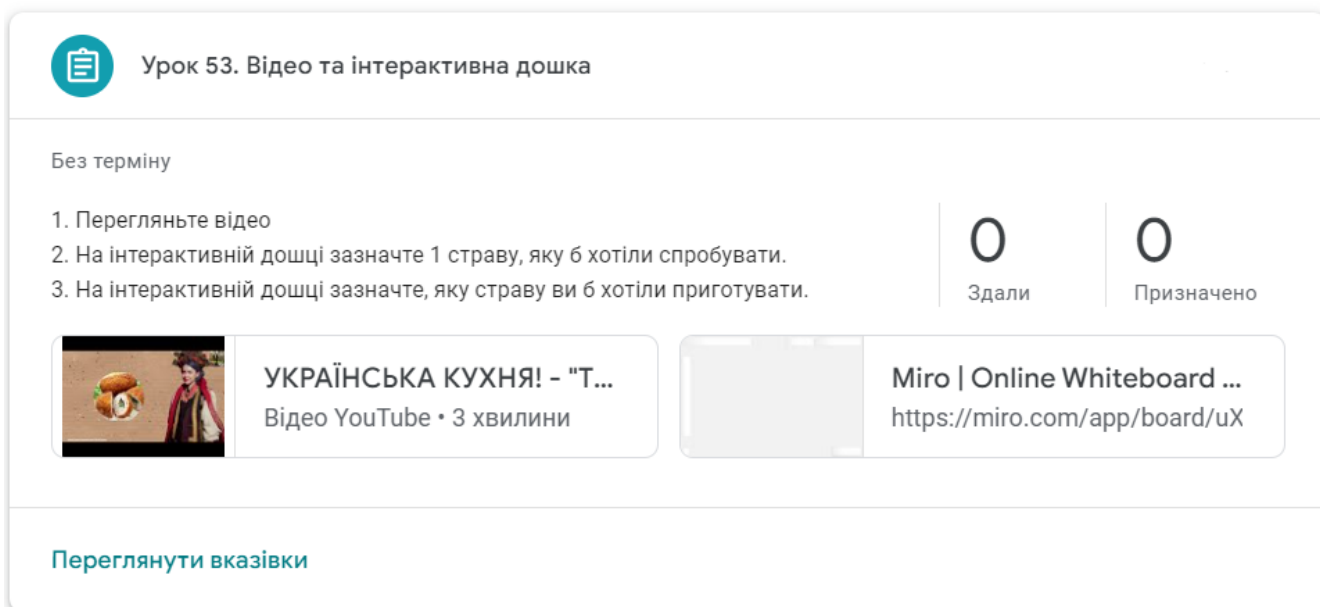 Урок 53. Відео та інтерактивна дошка
Без терміну
1. Перегляньте відео
2. На інтерактивній дошці зазначте 1 страву, яку б хотіли спробувати.
3. На інтерактивній дошці зазначте, яку страву ви б хотіли приготувати.
0
Здали
0
Призначено
УКРАЇНСЬКА КУХНЯ! - "Т...
Відео YouTube • 3 хвилини
Miro | Online Whiteboard ...
https://miro.com/app/board/uX
Переглянути вказівки